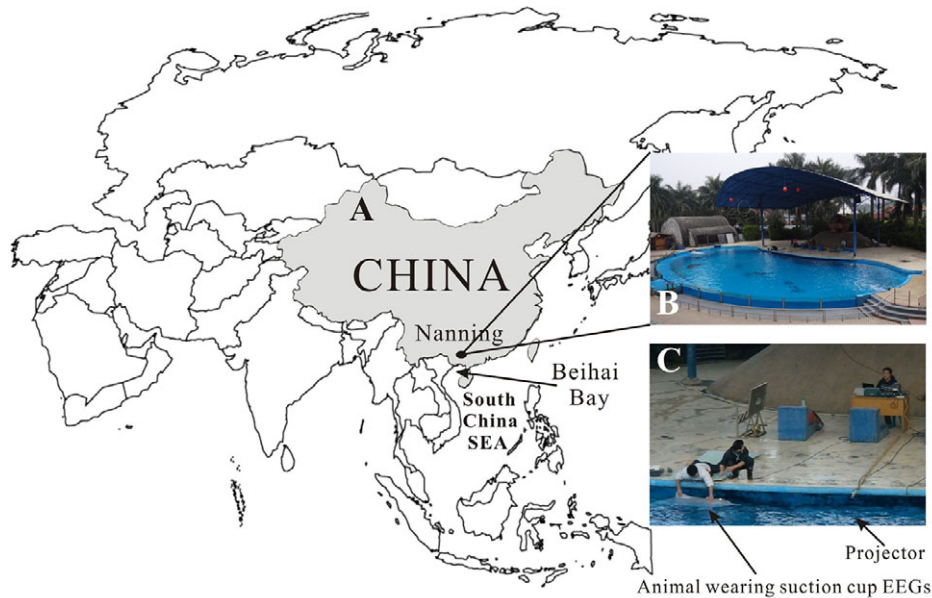 A
CHINA
Nanning
Beihai
Bay
South
China
SEA
B
C
Projector
Animal wearing suction cup EEGs